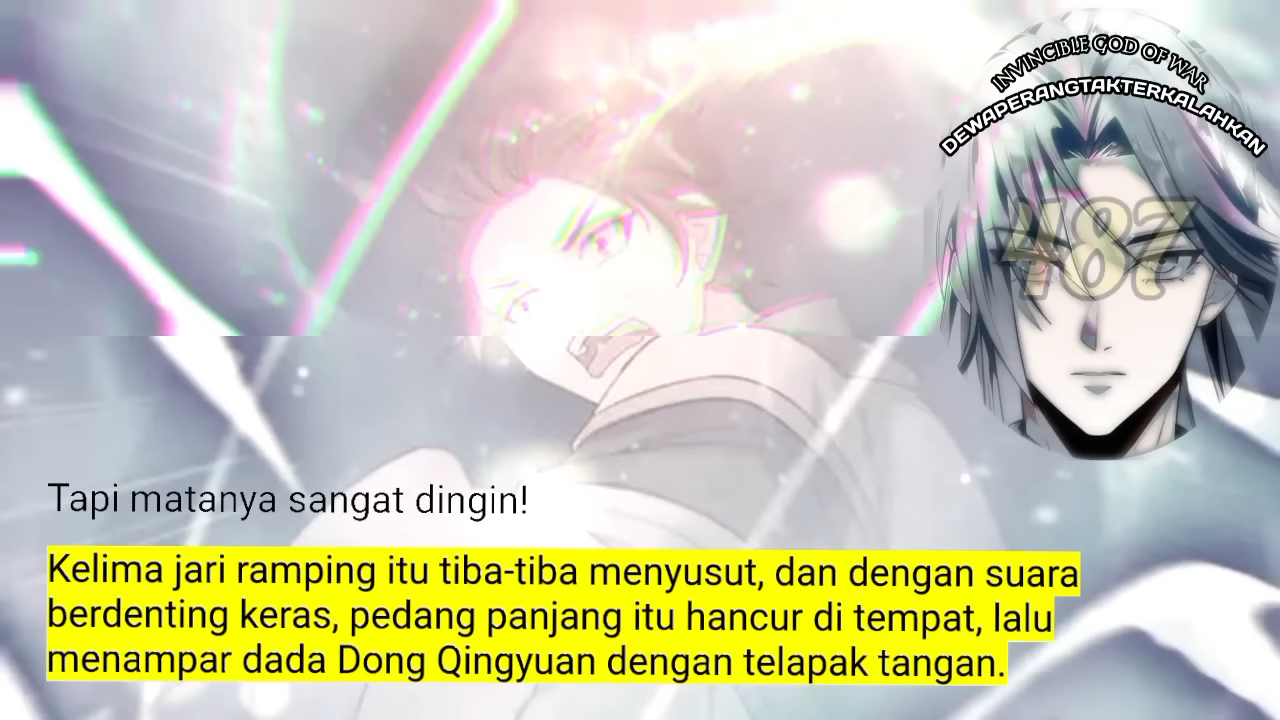 INVINCIBLE GOD OF WAR
DEWAPERANGTAKTERKALAHKAN
487
Tapi matanya sangat dingin!
Kelima jari ramping itu tiba-tiba menyusut, dan dengan suara
berdenting keras, pedang panjang itu hancur di tempat, lalu
menampar dada Dong Qingyuan dengan telapak tangan.